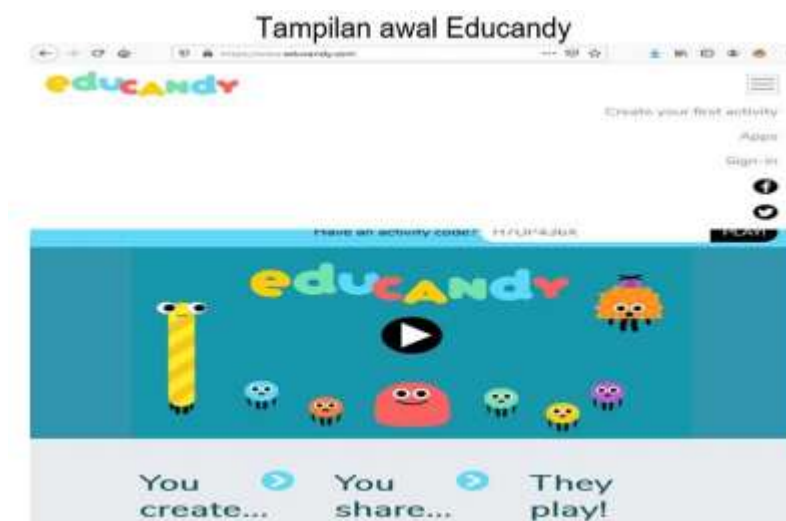 Tampilan awal Educandy
eduCANdy
Create your first activity
Apps
Sign-in
Have an activity code?
PLAY!
eduCANdy
You create...
You share...
They play!